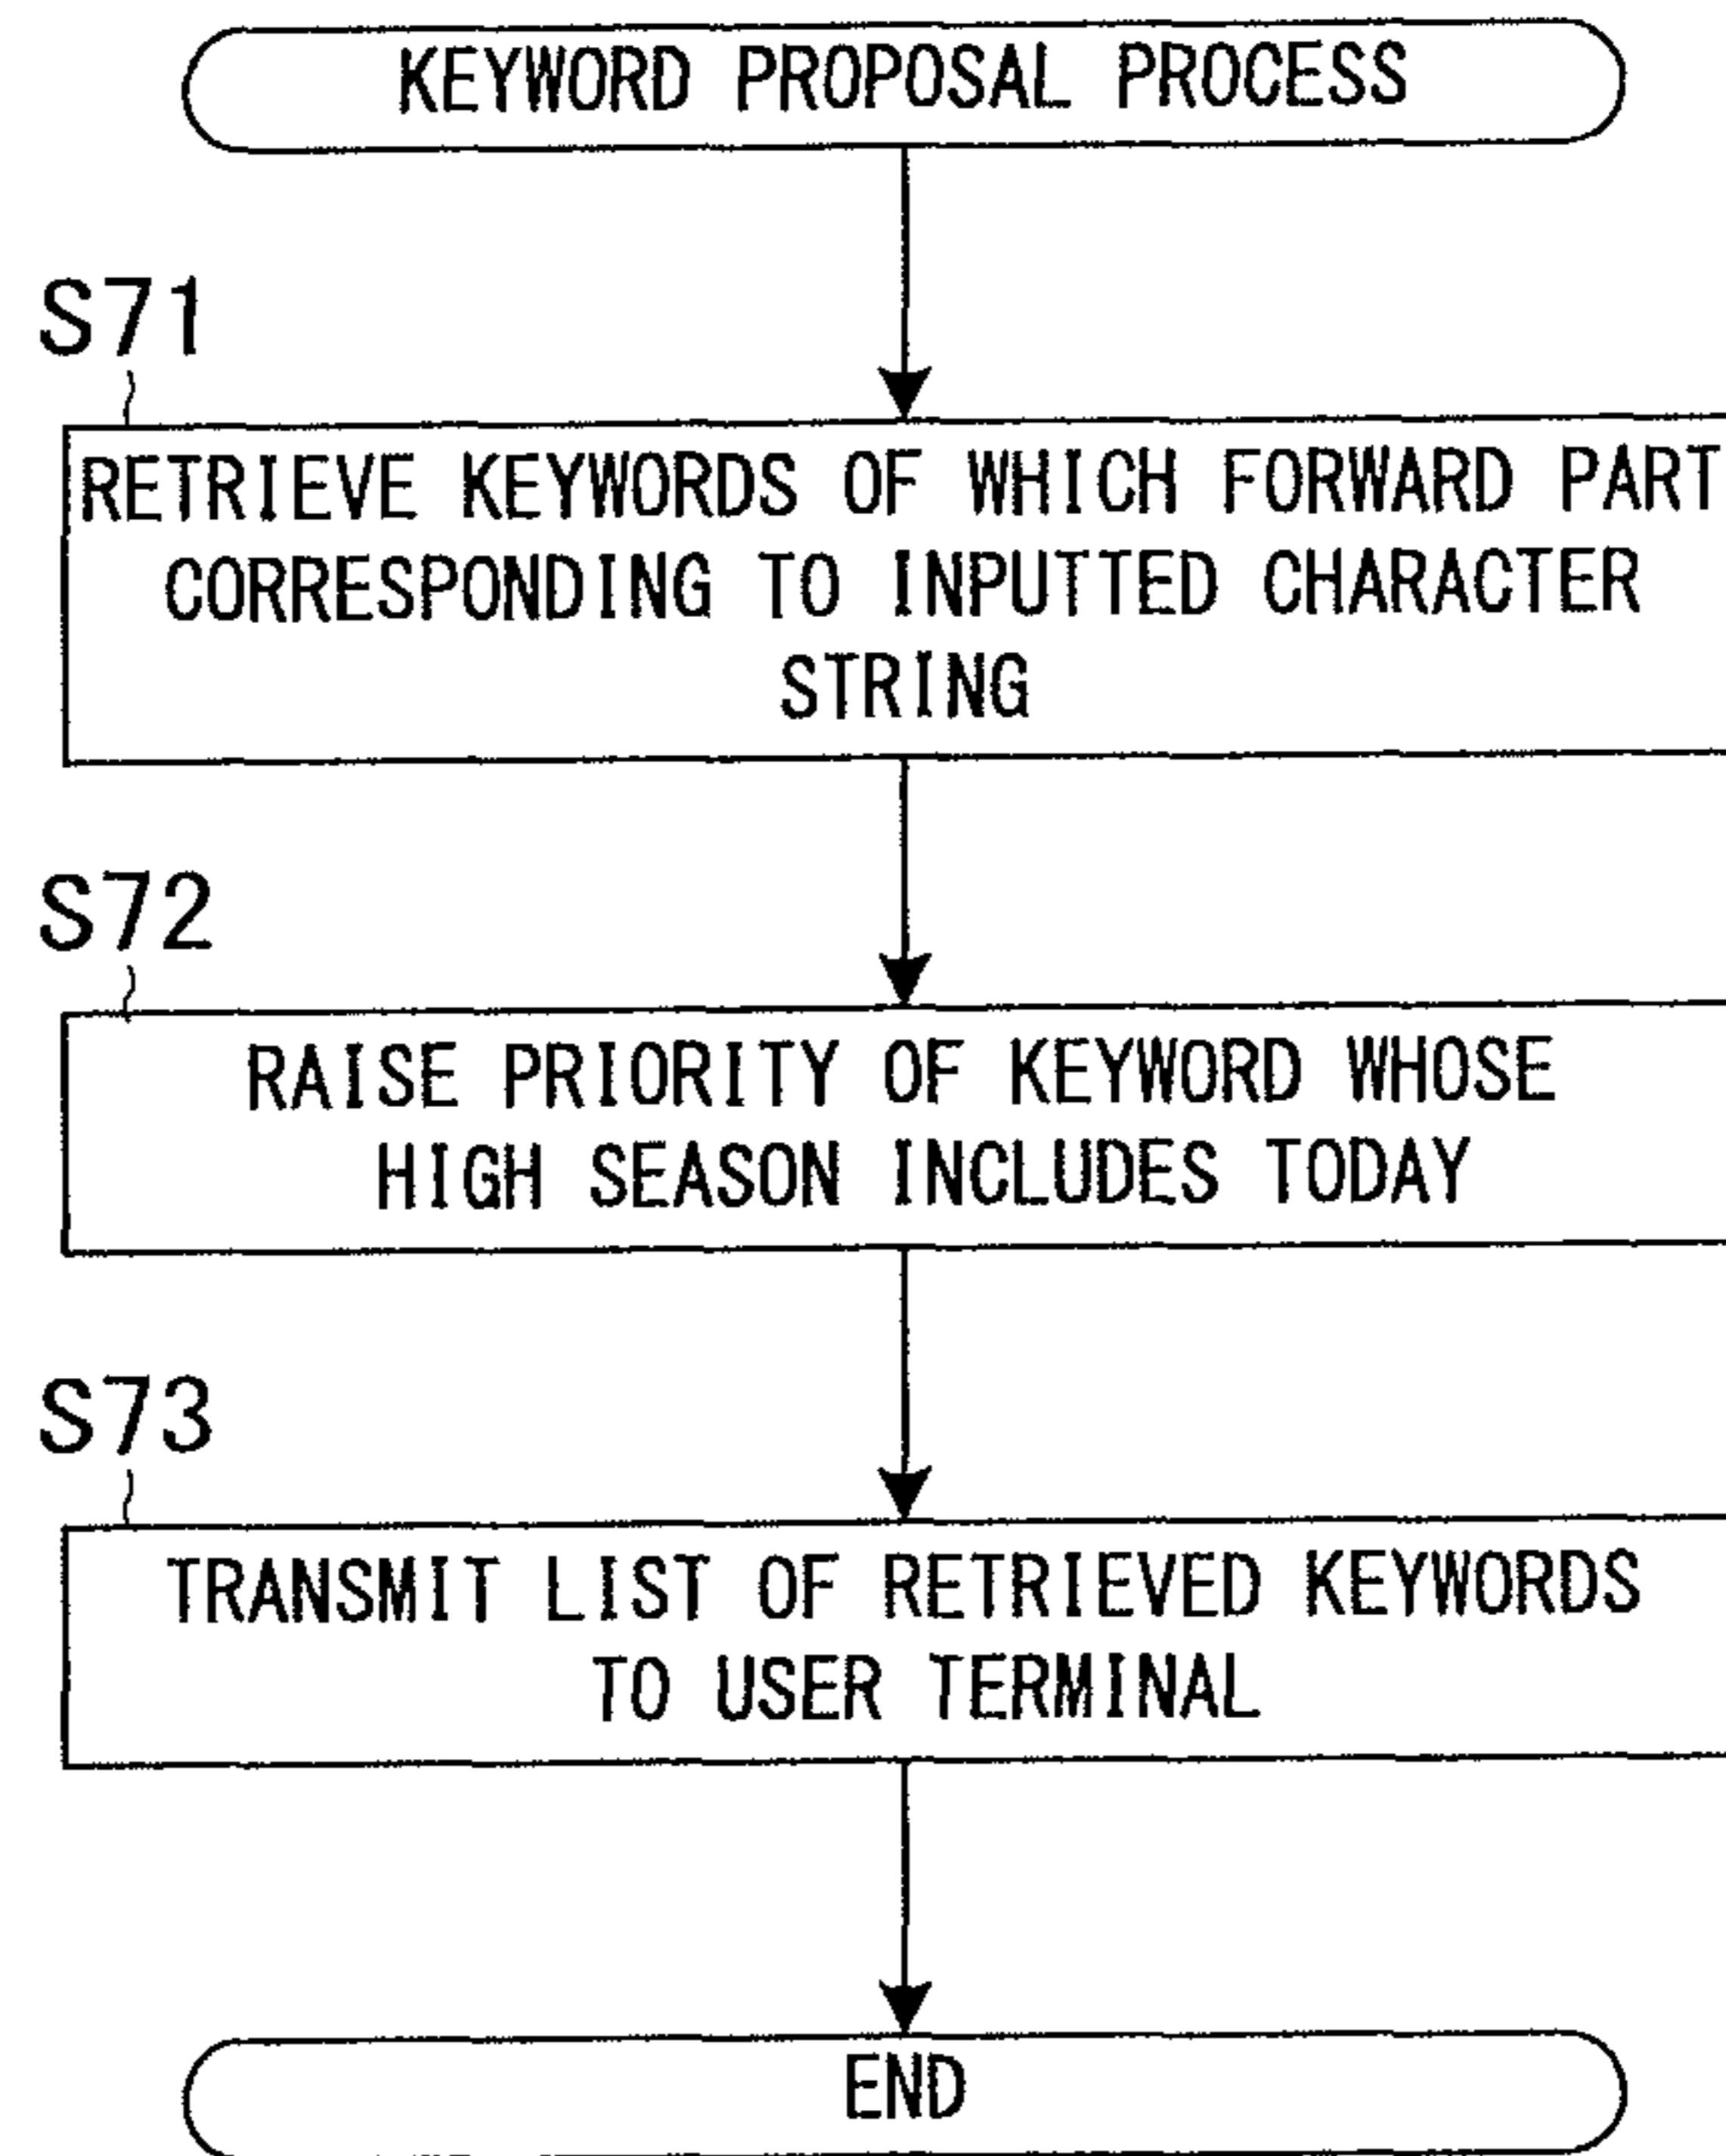 KEYWORD PROPOSAL PROCESS
S71
RETRIEVE KEYWORDS OF WHICH FORWARD PART
CORRESPONDING TO INPUTTED CHARACTER
STRING
S72
RAISE PRIORITY OF KEYWORD WHOSE
HIGH SEASON INCLUDES TODAY
S73
TRANSMIT LIST OF RETRIEVED KEYWORDS
TO USER TERMINAL
END